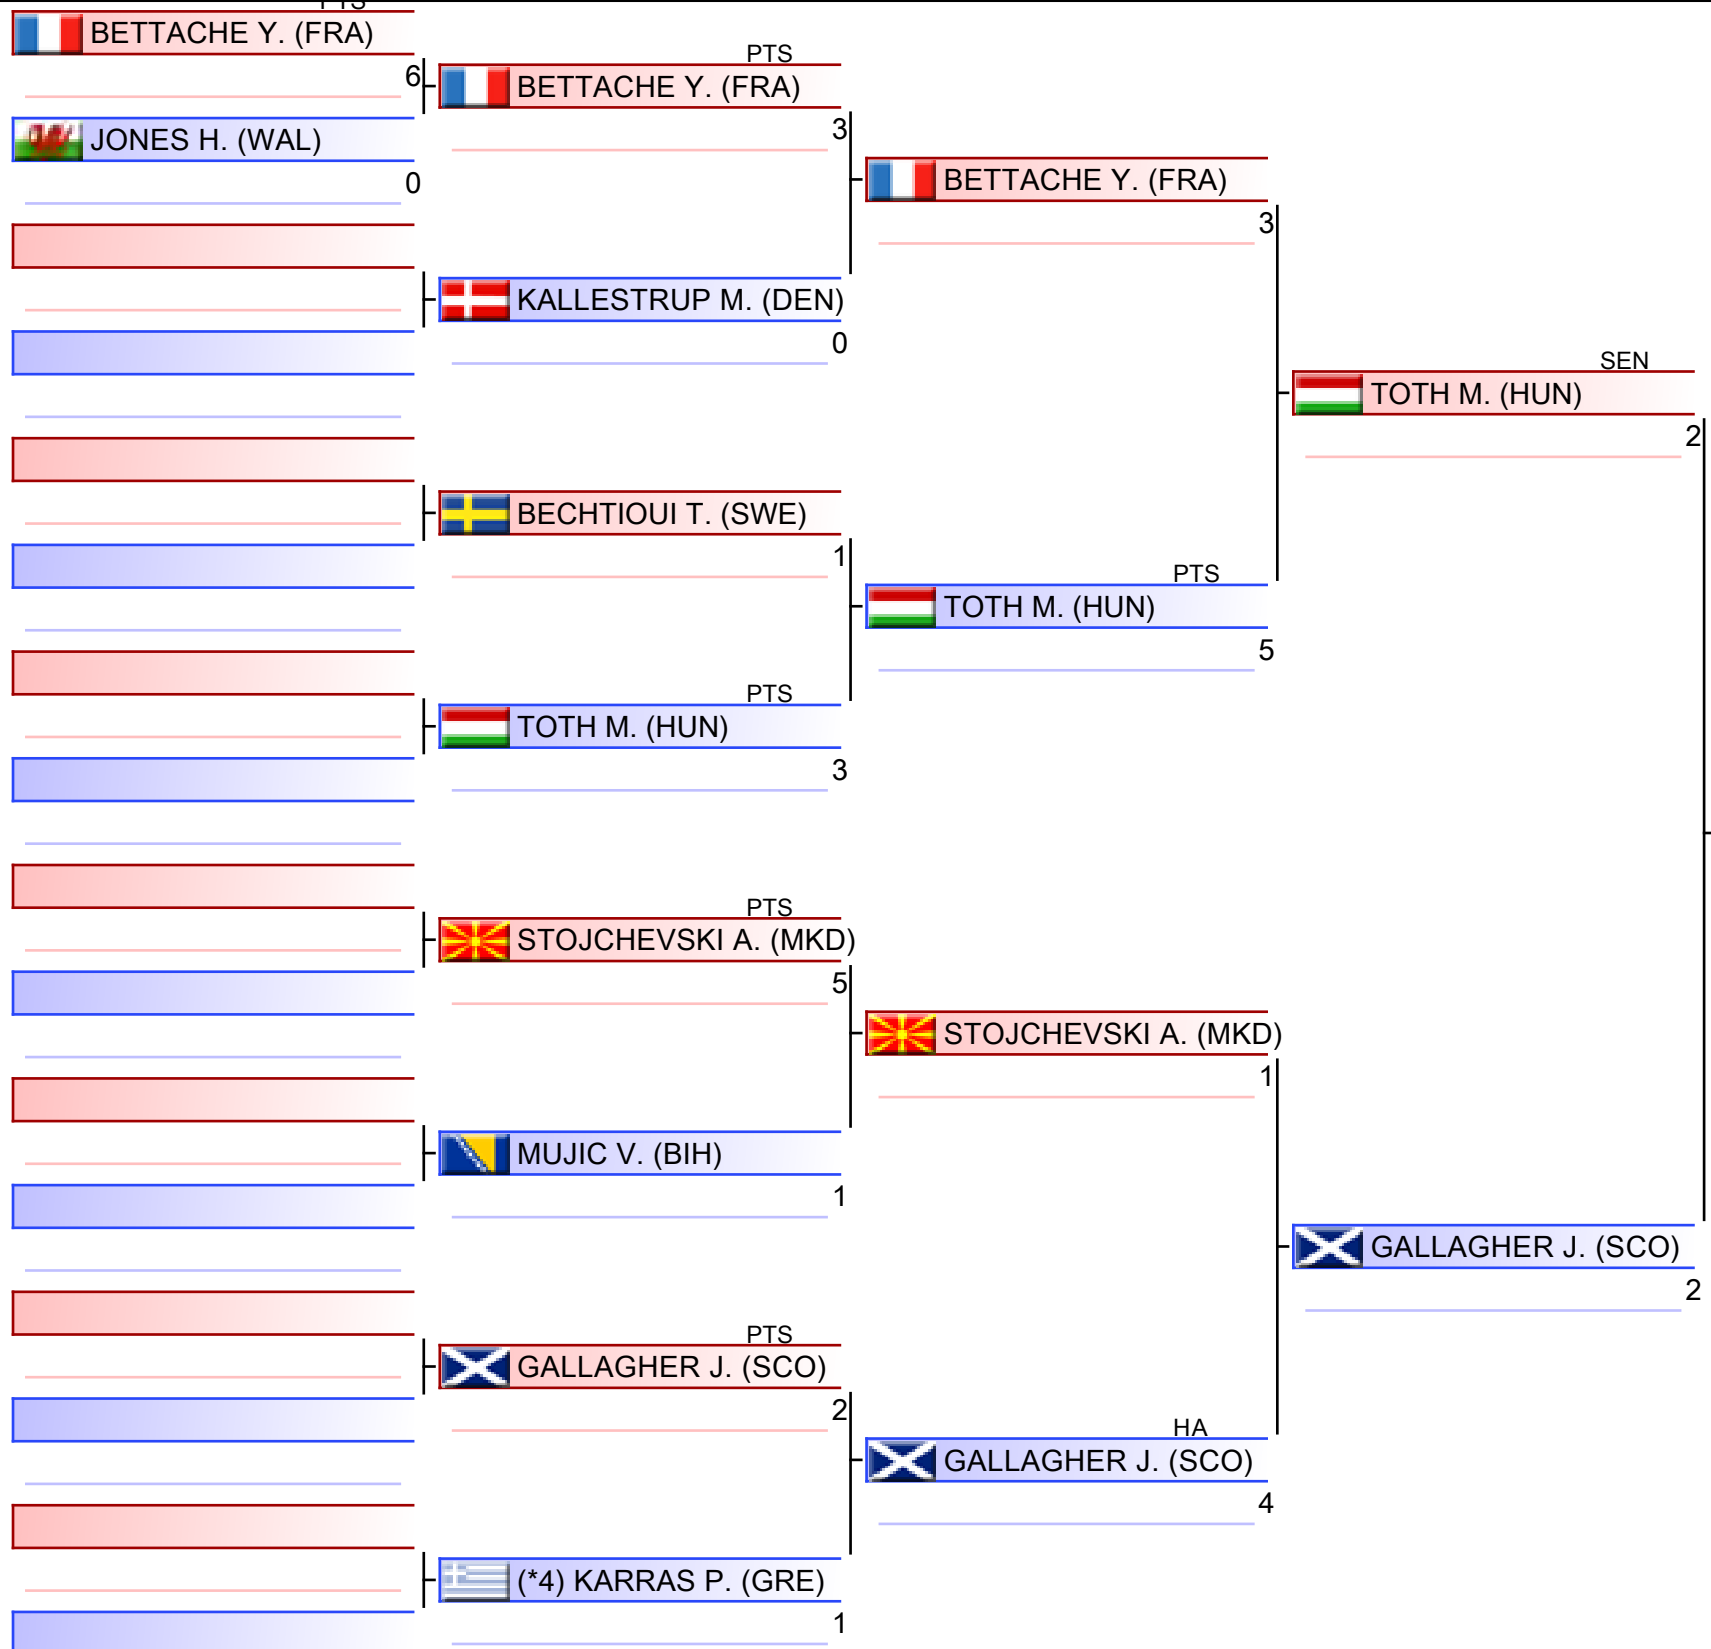 PTS
BETTACHE Y. (FRA)
6
JONES H. (WAL)
0
PTS
BETTACHE Y. (FRA)
3
KALLESTRUP M. (DEN)
0
BECHTIOUI T. (SWE)
1
PTS
TOTH M. (HUN)
3
PTS
STOJCHEVSKI A. (MKD)
5
MUJIC V. (BIH)
1
PTS
GALLAGHER J. (SCO)
2
(*4) KARRAS P. (GRE)
1
BETTACHE Y. (FRA)
3
PTS
TOTH M. (HUN)
5
STOJCHEVSKI A. (MKD)
1
HA
GALLAGHER J. (SCO)
4
SEN
TOTH M. (HUN)
2
GALLAGHER J. (SCO)
2